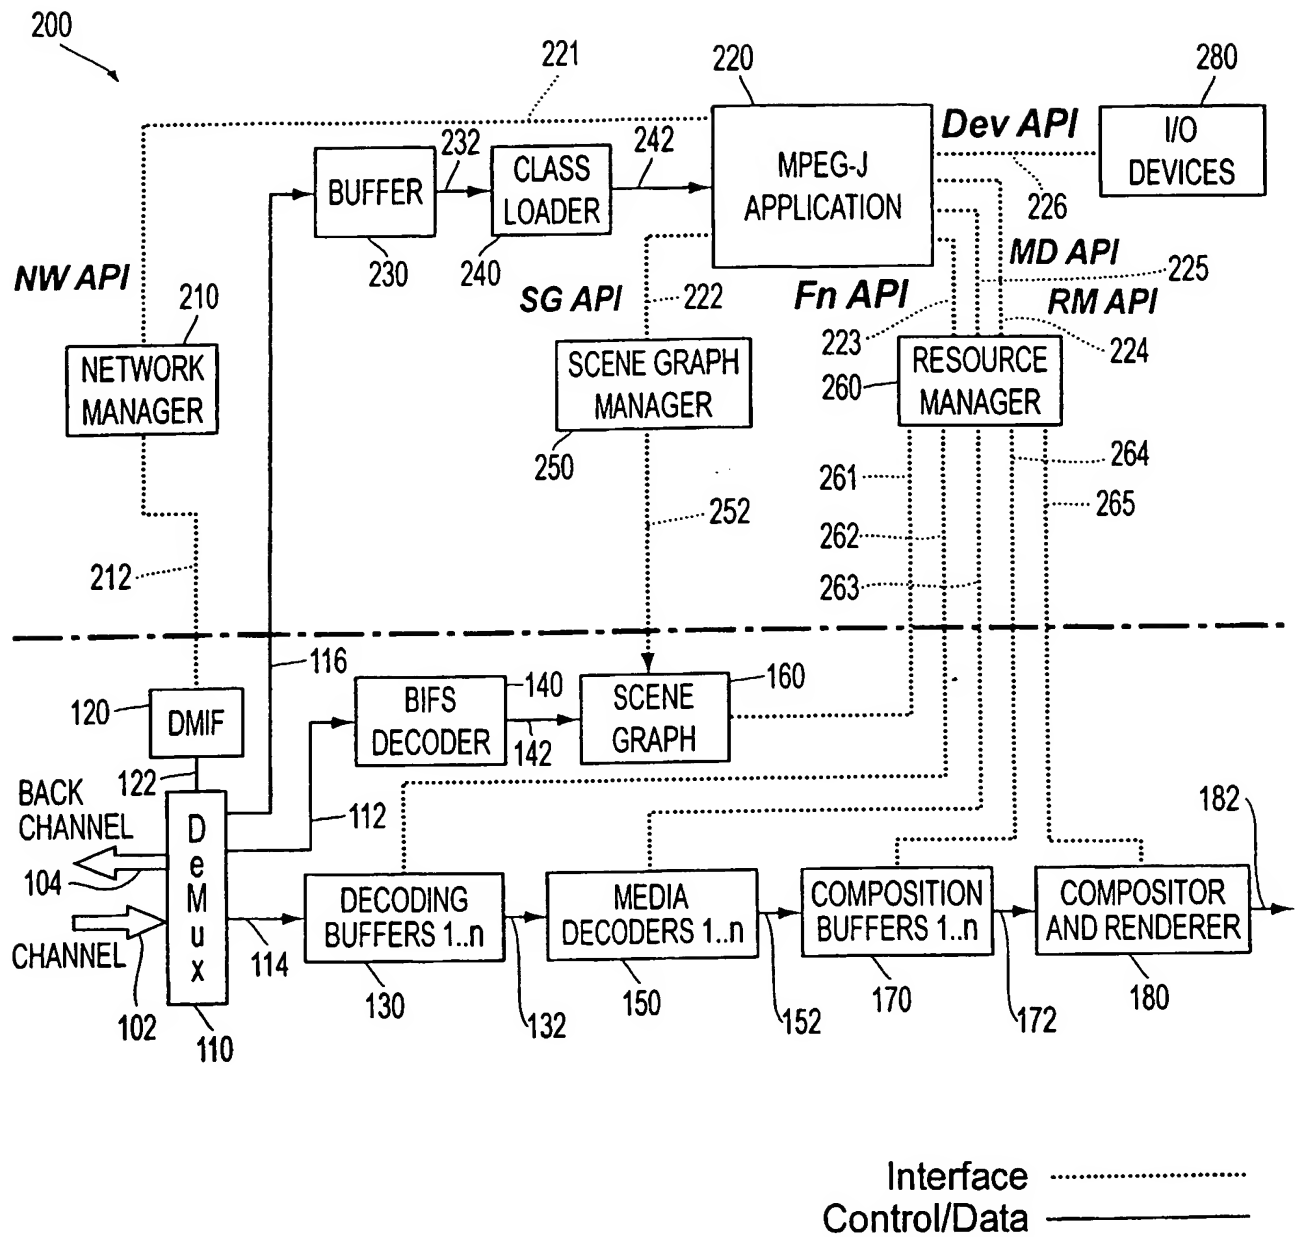 200
221
220
280
Dev API
I/O
DEVICES
232
242
BUFFER
CLASS
LOADER
MPEG-J
APPLICATION
226
230
240
NW API
SG API
222
Fn API
MD API
225
RM API
210
223
224
NETWORK
MANAGER
SCENE GRAPH
MANAGER
260
RESOURCE
MANAGER
250
261
264
252
262
265
212
263
116
120
DMIF
140
BIFS
DECODER
142
160
SCENE
GRAPH
122
BACK
CHANNEL
112
182
104
DeMux
DECODING
BUFFERS 1..n
MEDIA
DECODERS 1..n
COMPOSITION
BUFFERS 1..n
COMPOSITOR
AND RENDERER
CHANNEL
114
102
110
130
132
150
152
170
172
180
Interface
Control/Data